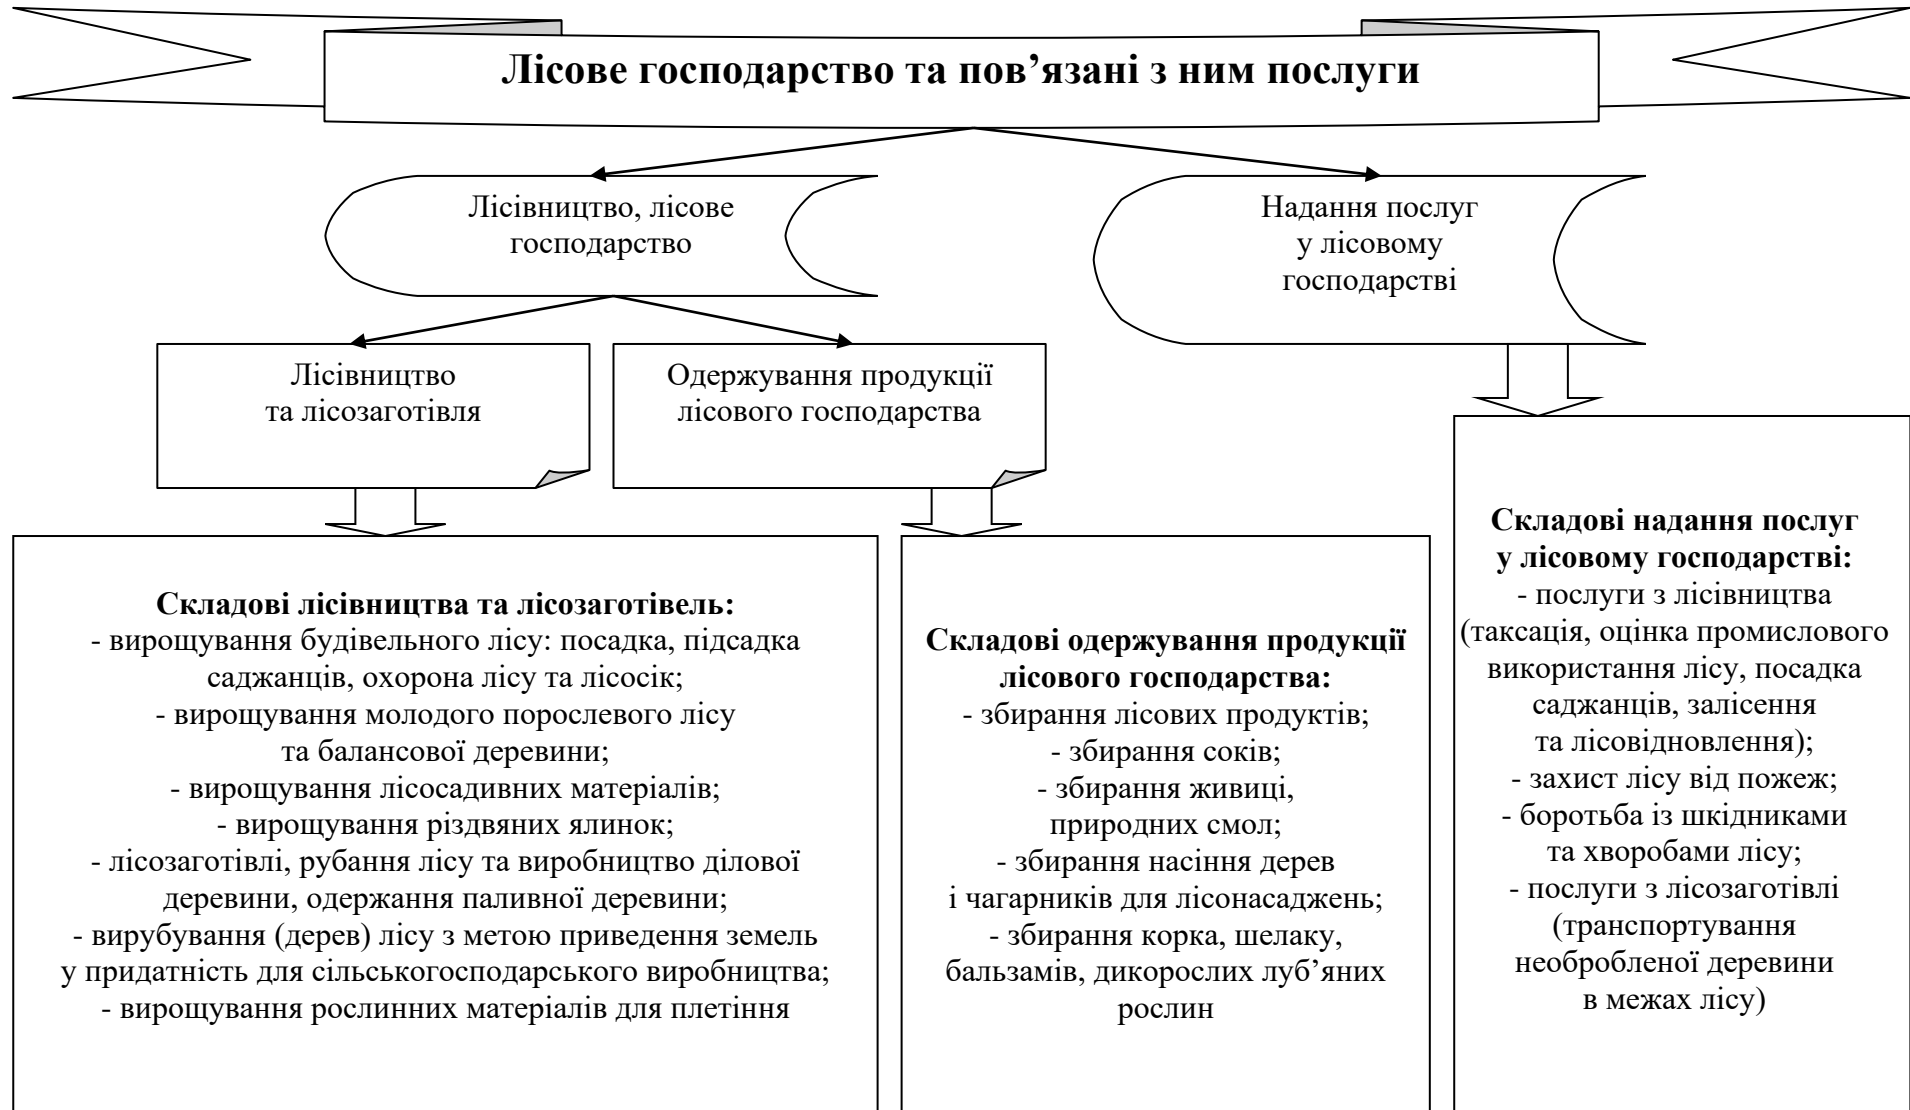 Лісове господарство та пов’язані з ним послуги
Лісівництво, лісове
господарство
Надання послуг
у лісовому
господарстві
Лісівництво
та лісозаготівля
Одержування продукції
лісового господарства
Складові лісівництва та лісозаготівель:
- вирощування будівельного лісу: посадка, підсадка
саджанців, охорона лісу та лісосік;
- вирощування молодого порослевого лісу
та балансової деревини;
- вирощування лісосадивних матеріалів;
- вирощування різдвяних ялинок;
- лісозаготівлі, рубання лісу та виробництво ділової
деревини, одержання паливної деревини;
- вирубування (дерев) лісу з метою приведення земель
у придатність для сільськогосподарського виробництва;
- вирощування рослинних матеріалів для плетіння
Складові одержування продукції
лісового господарства:
- збирання лісових продуктів;
- збирання соків;
- збирання живиці,
природних смол;
- збирання насіння дерев
і чагарників для лісонасаджень;
- збирання корка, шелаку,
бальзамів, дикорослих луб’яних
рослин
Складові надання послуг
у лісовому господарстві:
- послуги з лісівництва
(таксація, оцінка промислового
використання лісу, посадка
саджанців, залісення
та лісовідновлення);
- захист лісу від пожеж;
- боротьба із шкідниками
та хворобами лісу;
- послуги з лісозаготівлі
(транспортування
необробленої деревини
в межах лісу)